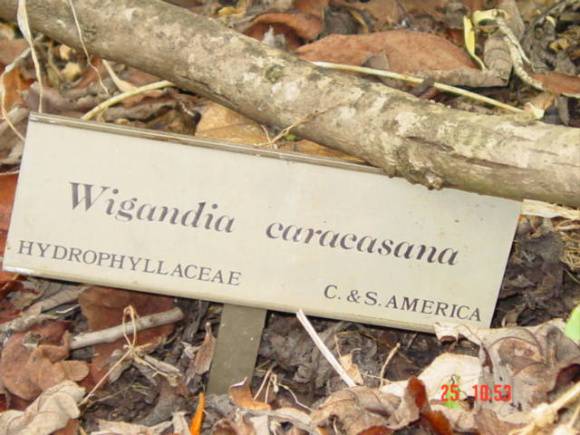 Wigandia caracasana
HYDROPHYLLACEAE C. & S. AMERICA
25 10:53